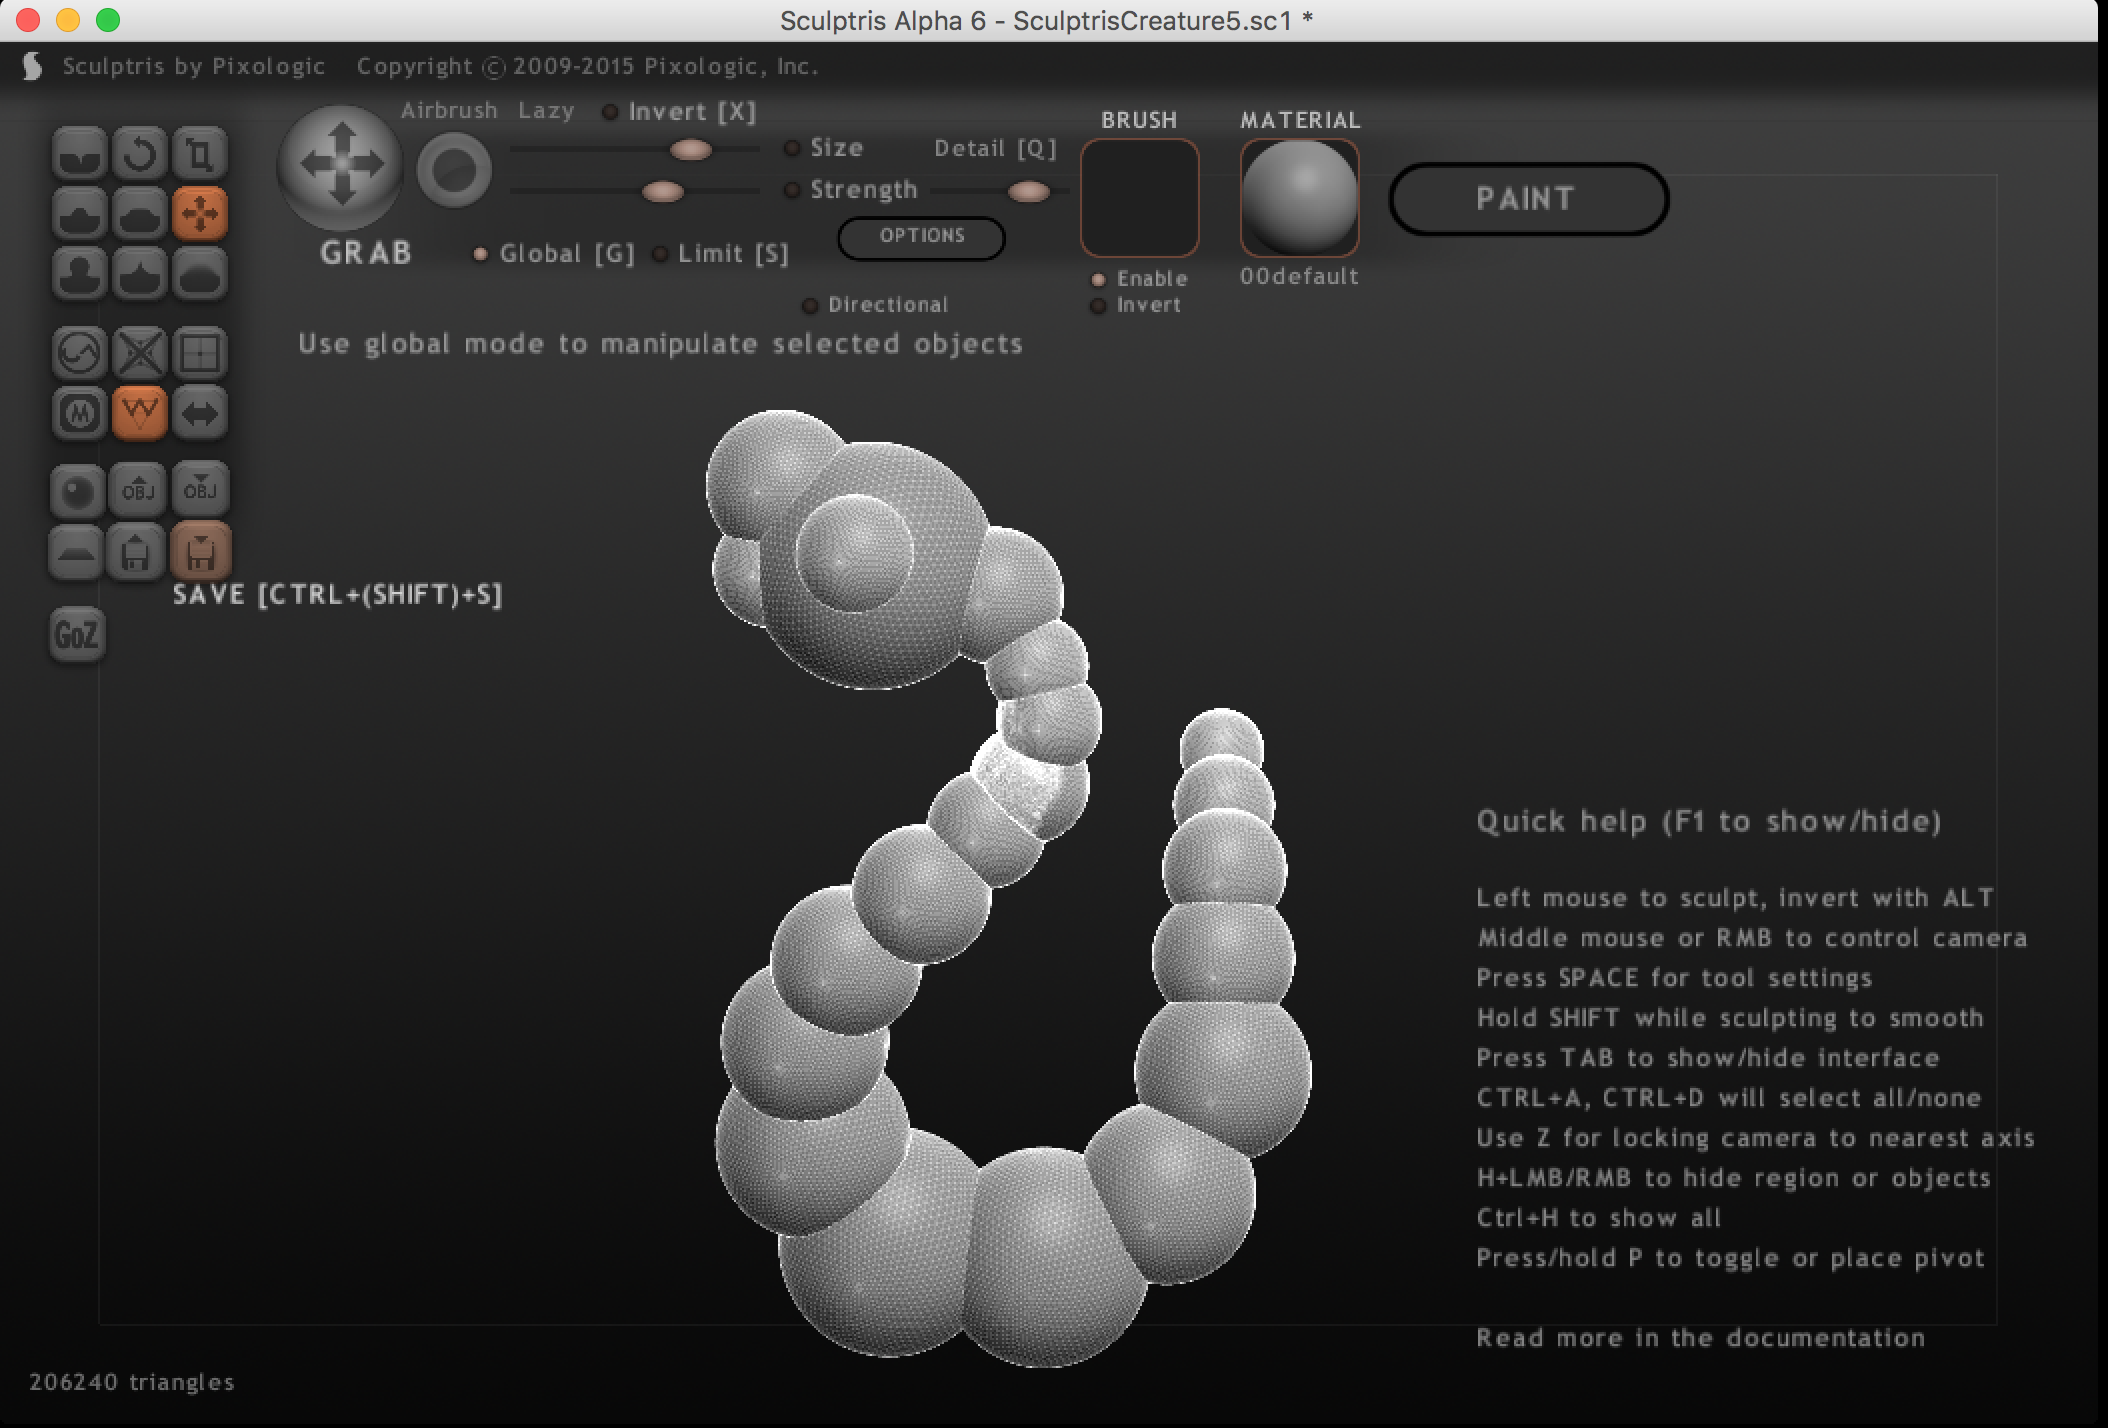 Sculptris Alpha 6 - SculptrisCreature5.sc1 *
Sculptris by Pixologic Copyright © 2009-2015 Pixologic, Inc.
Airbrush Lazy Invert [X]
BRUSH MATERIAL
Size Detail [Q]
Strength
PAINT
OPTIONS
GRAB Global [G] Limit [S]
Enable 00default
Directional Invert
Use global mode to manipulate selected objects
M
OBJ OBJ
SAVE [CTRL+(SHIFT)+S]
GoZ
Quick help (F1 to show/hide)
Left mouse to sculpt, invert with ALT
Middle mouse or RMB to control camera
Press SPACE for tool settings
Hold SHIFT while sculpting to smooth
Press TAB to show/hide interface
CTRL+A, CTRL+D will select all/none
Use Z for locking camera to nearest axis
H+LMB/RMB to hide region or objects
Ctrl+H to show all
Press/hold P to toggle or place pivot
Read more in the documentation
206240 triangles